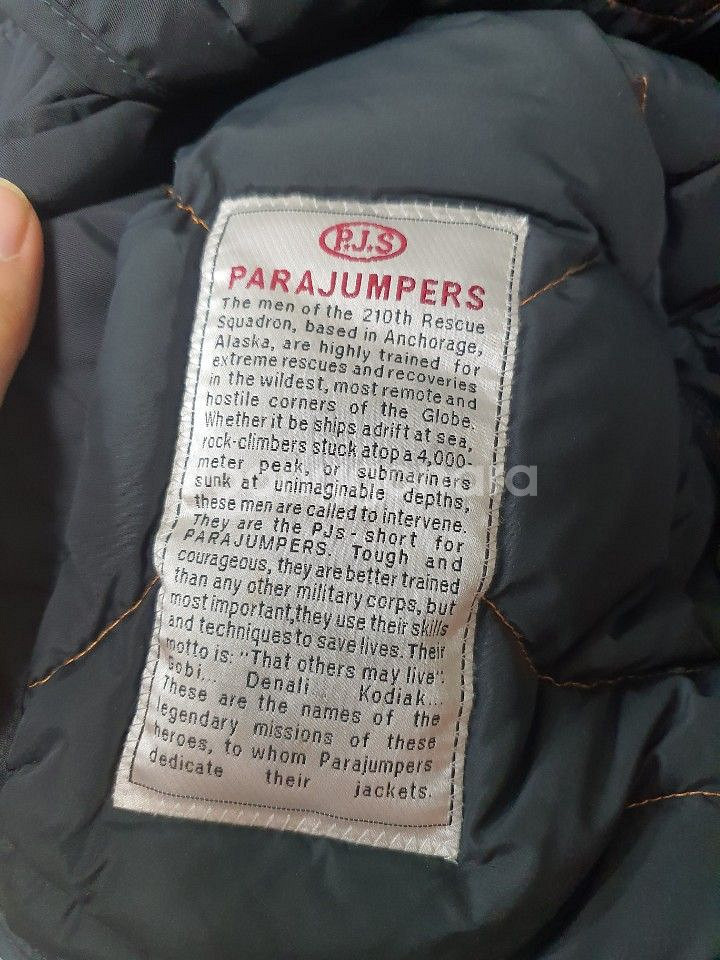 P.J.S
PARAJUMPERS
The men of the 210th Rescue
Squadron, based in Anchorage,
Alaska, are highly trained for
extreme rescues and recoveries
in the wildest, most remote and
hostile corners of the Globe.
Whether it be ships adrift at sea,
rock-climbers stuck atop a 4,000-
meter peak, or submariners
sunk at unimaginable depths,
these men are called to intervene.
They are the PJs - short for
PARAJUMPERS. Tough and
courageous, they are better trained
than any other military corps, but
most important, they use their skills
and techniques to save lives. Their
motto is: "That others may live".
Gobi... Denali Kodiak...
These are the names of the
legendary missions of these
heroes, to whom Parajumpers
dedicate their jackets.